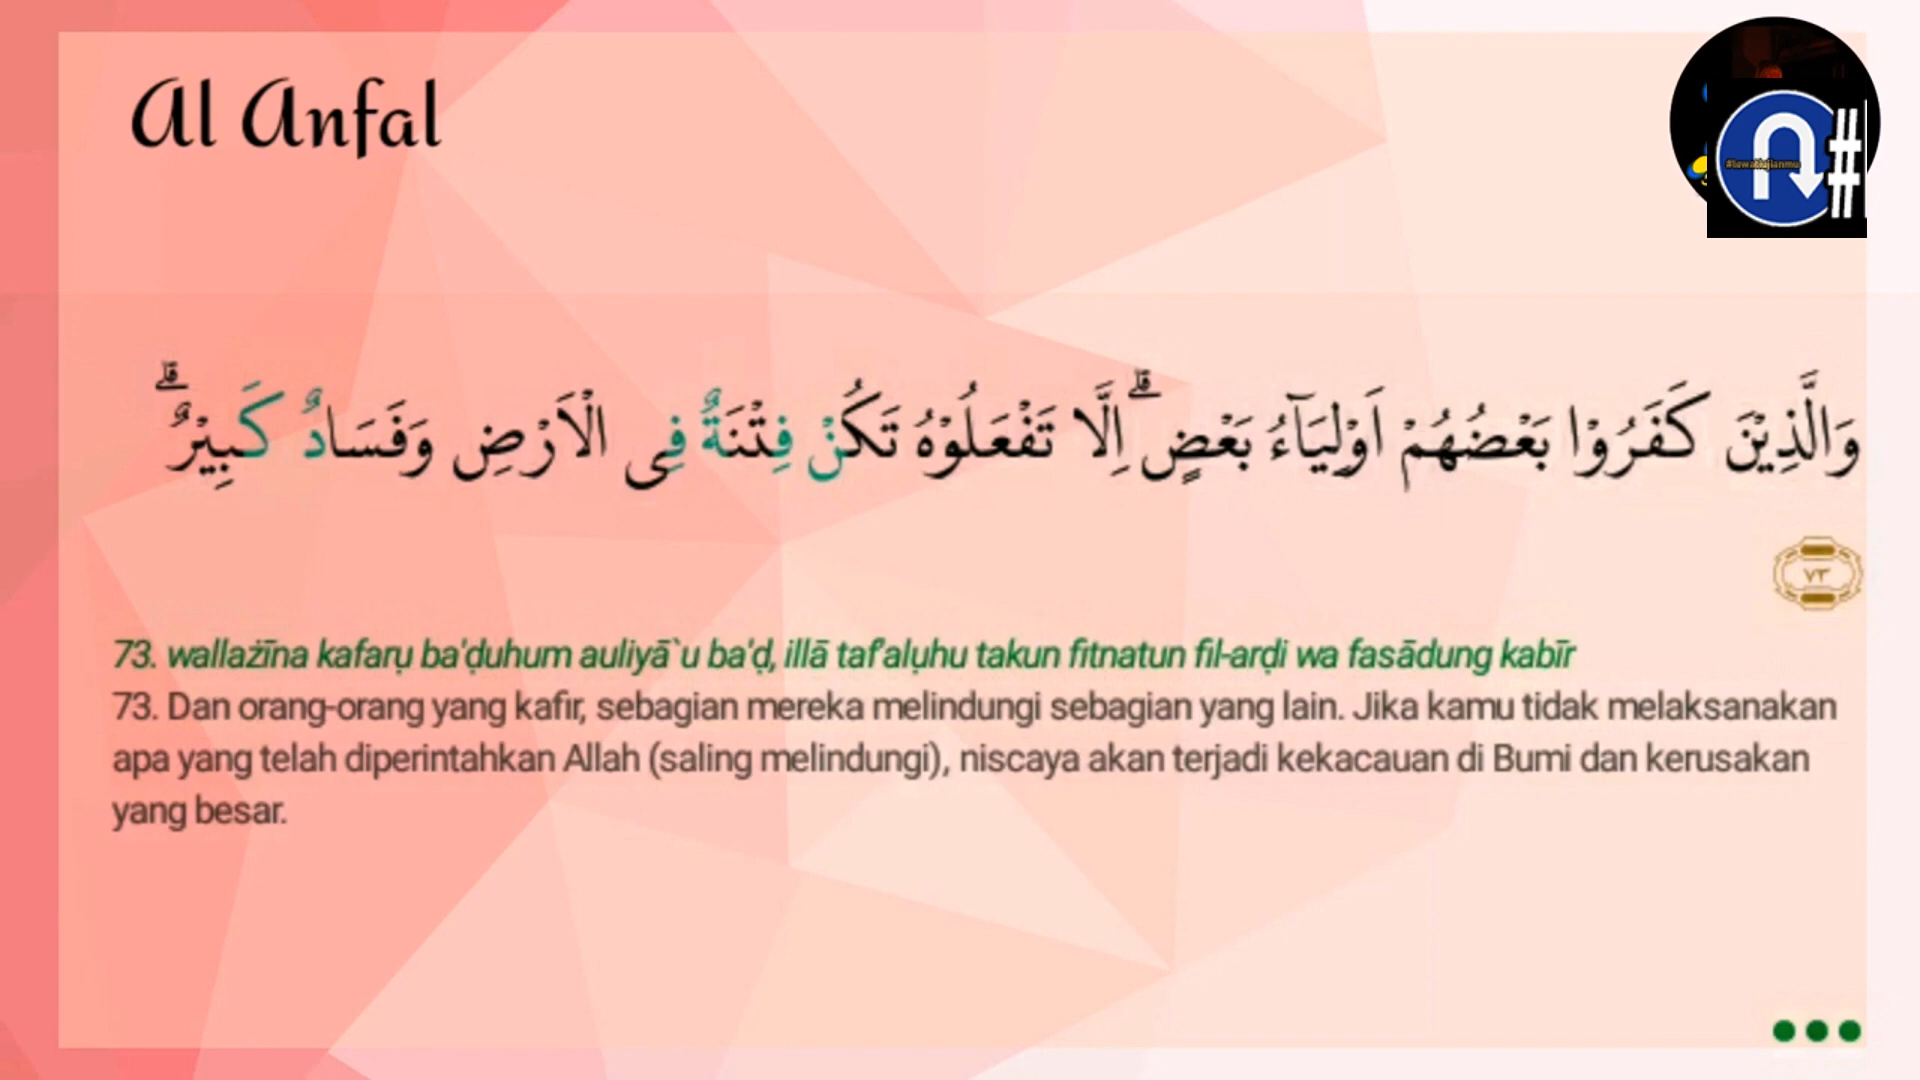 Al Anfal
#lewatiujianmu
#
وَالَّذِيْنَ كَفَرُوْا بَعْضُهُمْ اَوْلِيَاۤءُ بَعْضٍۗ اِلَّا تَفْعَلُوْهُ تَكُنْ فِتْنَةٌ فِى الْاَرْضِ وَفَسَادٌ كَبِيْرٌۗ
٧٣
73. wallażīna kafarụ ba'ḍuhum auliyā`u ba'ḍ, illā taf'alụhu takun fitnatun fil-arḍi wa fasādung kabīr
73. Dan orang-orang yang kafir, sebagian mereka melindungi sebagian yang lain. Jika kamu tidak melaksanakan
apa yang telah diperintahkan Allah (saling melindungi), niscaya akan terjadi kekacauan di Bumi dan kerusakan
yang besar.